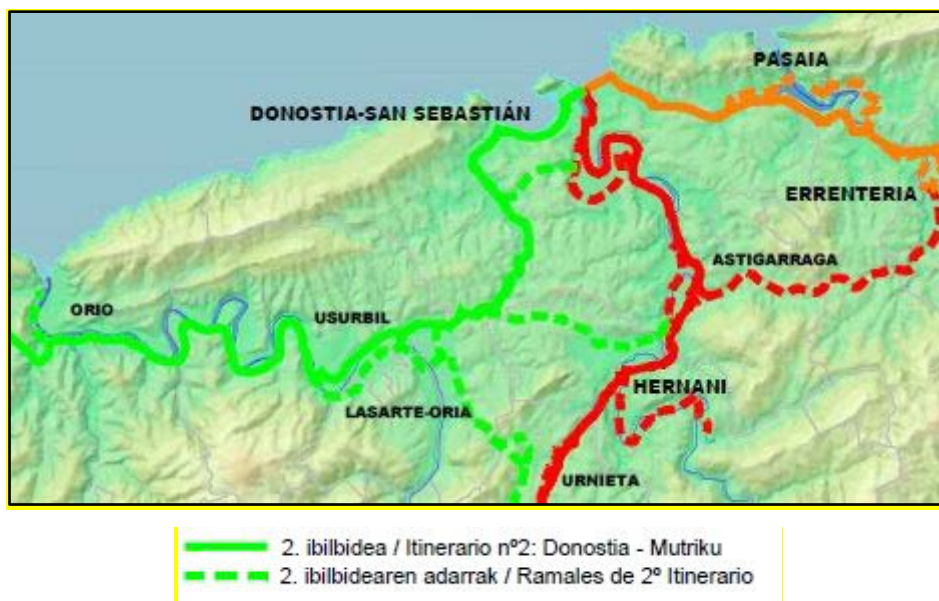 PASAIA
DONOSTIA-SAN SEBASTIÁN
ERRENTERIA
ASTIGARRAGA
ORIO
USURBIL
HERNANI
LASARTE-ORIA
URNIETA
2. ibilbidea / Itinerario nº2: Donostia - Mutriku
2. ibilbidearen adarrak / Ramales de 2º Itinerario